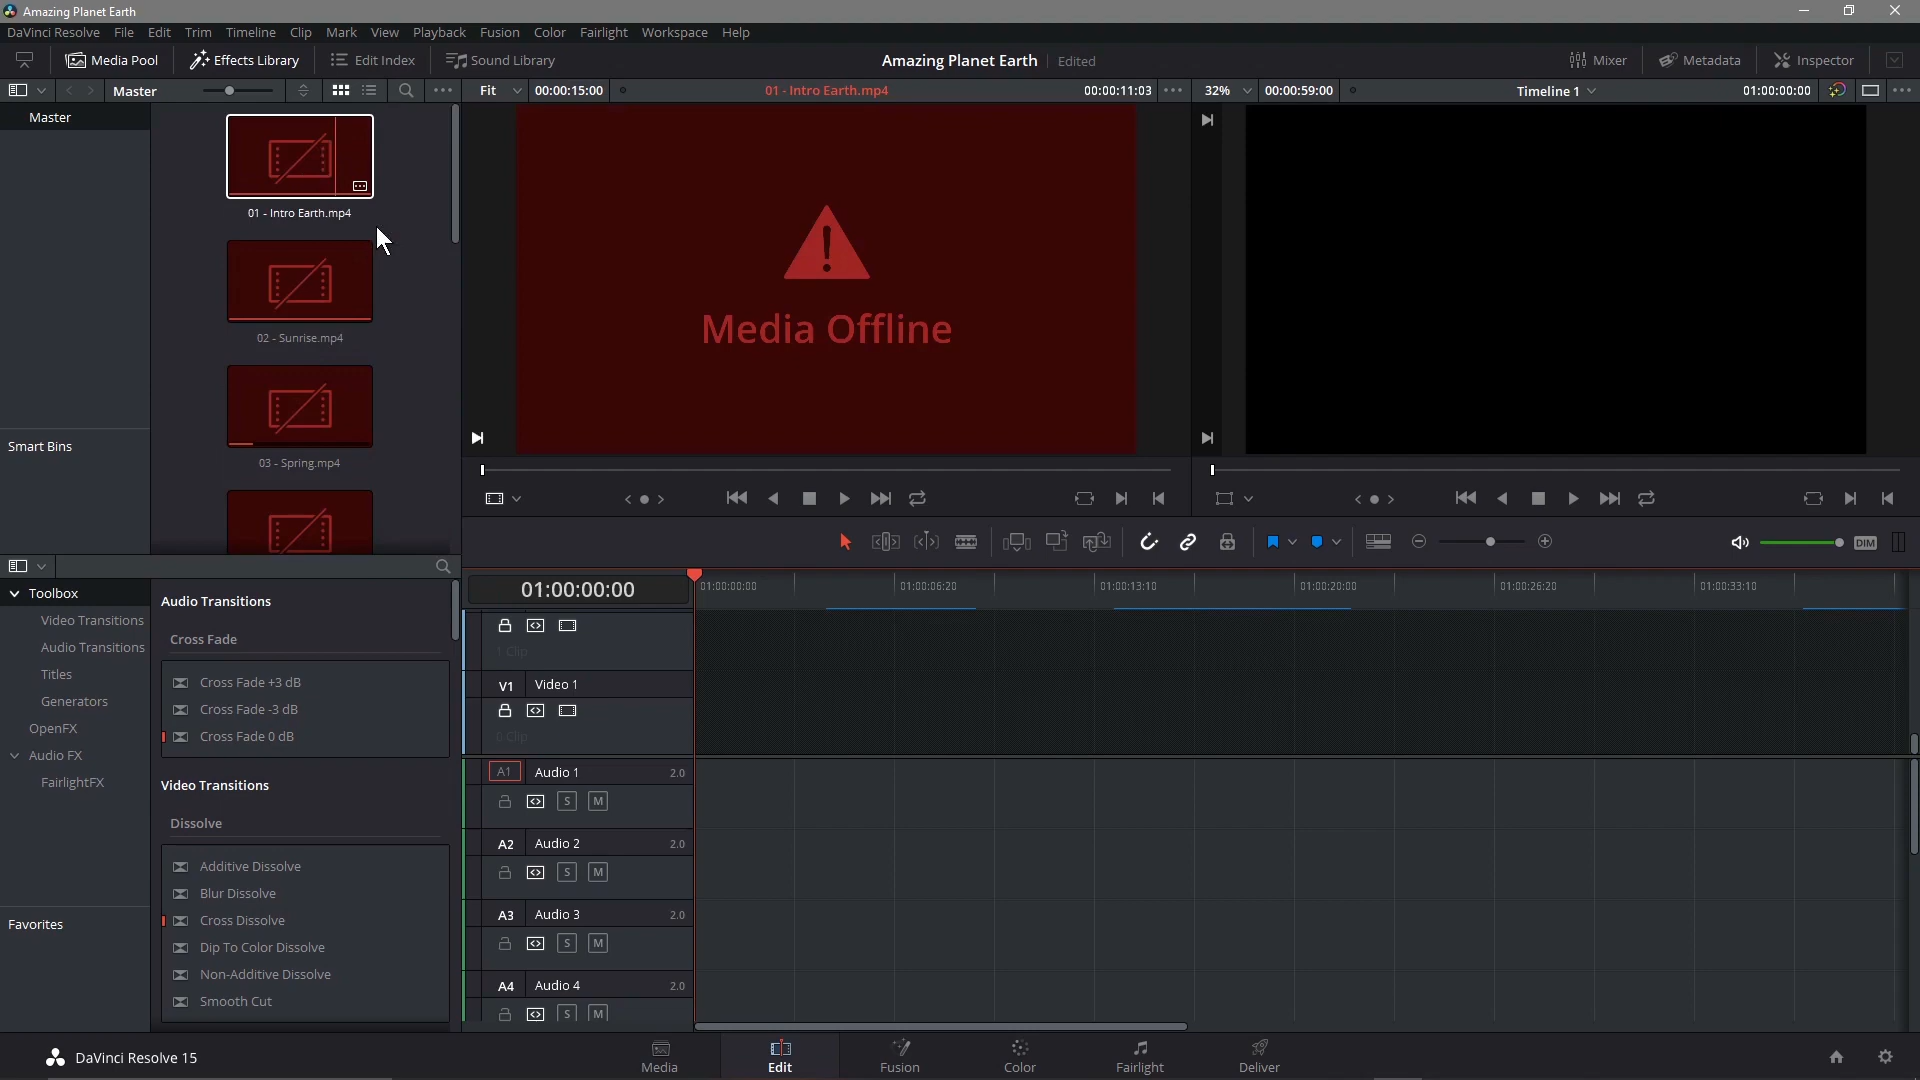 Amazing Planet Earth
DaVinci Resolve File Edit Trim Timeline Clip Mark View Playback Fusion Color Fairlight Workspace Help
Media Pool Effects Library Edit Index Sound Library Amazing Planet Earth Edited Mixer Metadata Inspector
Master Fit 00:00:15:00 01 - Intro Earth.mp4 00:00:11:03 32% 00:00:59:00 Timeline 1 01:00:00:00
Master
01 - Intro Earth.mp4
02 - Sunrise.mp4
03 - Spring.mp4
Smart Bins
Media Offline
DIM
Toolbox
Video Transitions
Audio Transitions
Titles
Generators
OpenFX
Audio FX
FairlightFX
Favorites
Audio Transitions
Cross Fade
Cross Fade +3 dB
Cross Fade -3 dB
Cross Fade 0 dB
Video Transitions
Dissolve
Additive Dissolve
Blur Dissolve
Cross Dissolve
Dip To Color Dissolve
Non-Additive Dissolve
Smooth Cut
01:00:00:00 01:00:00:00 01:00:06:20 01:00:13:10 01:00:20:00 01:00:26:20 01:00:33:10
1 Clip
V1 Video 1
0 Clip
A1 Audio 1 2.0
S M
A2 Audio 2 2.0
S M
A3 Audio 3 2.0
S M
A4 Audio 4 2.0
S M
DaVinci Resolve 15 Media Edit Fusion Color Fairlight Deliver